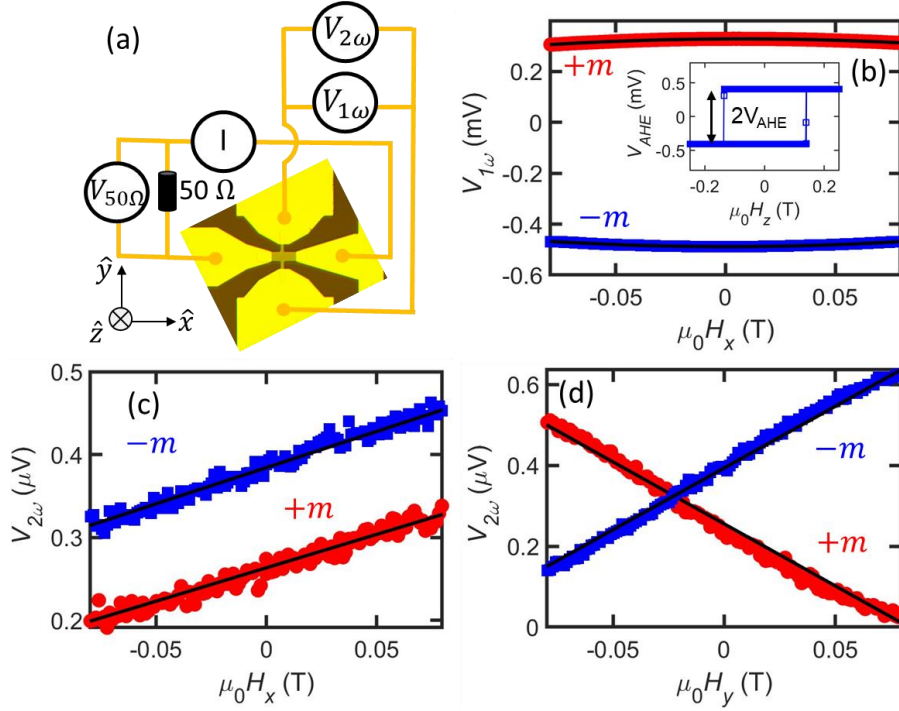 (a)
V2ω
V1ω
I
V50Ω
50 Ω
ŷ
ẑ
x̂
(b)
V1ω (mV)
0.2
0
-0.2
-0.4
-0.6
+m
−m
VAHE (mV)
0.5
0
-0.5
2VAHE
-0.2 0 0.2
μ0Hz (T)
-0.05 0 0.05
μ0Hx (T)
(c)
V2ω (μV)
0.5
0.4
0.3
0.2
−m
+m
-0.05 0 0.05
μ0Hx (T)
(d)
V2ω (μV)
0.6
0.4
0.2
0
−m
+m
-0.05 0 0.05
μ0Hy (T)